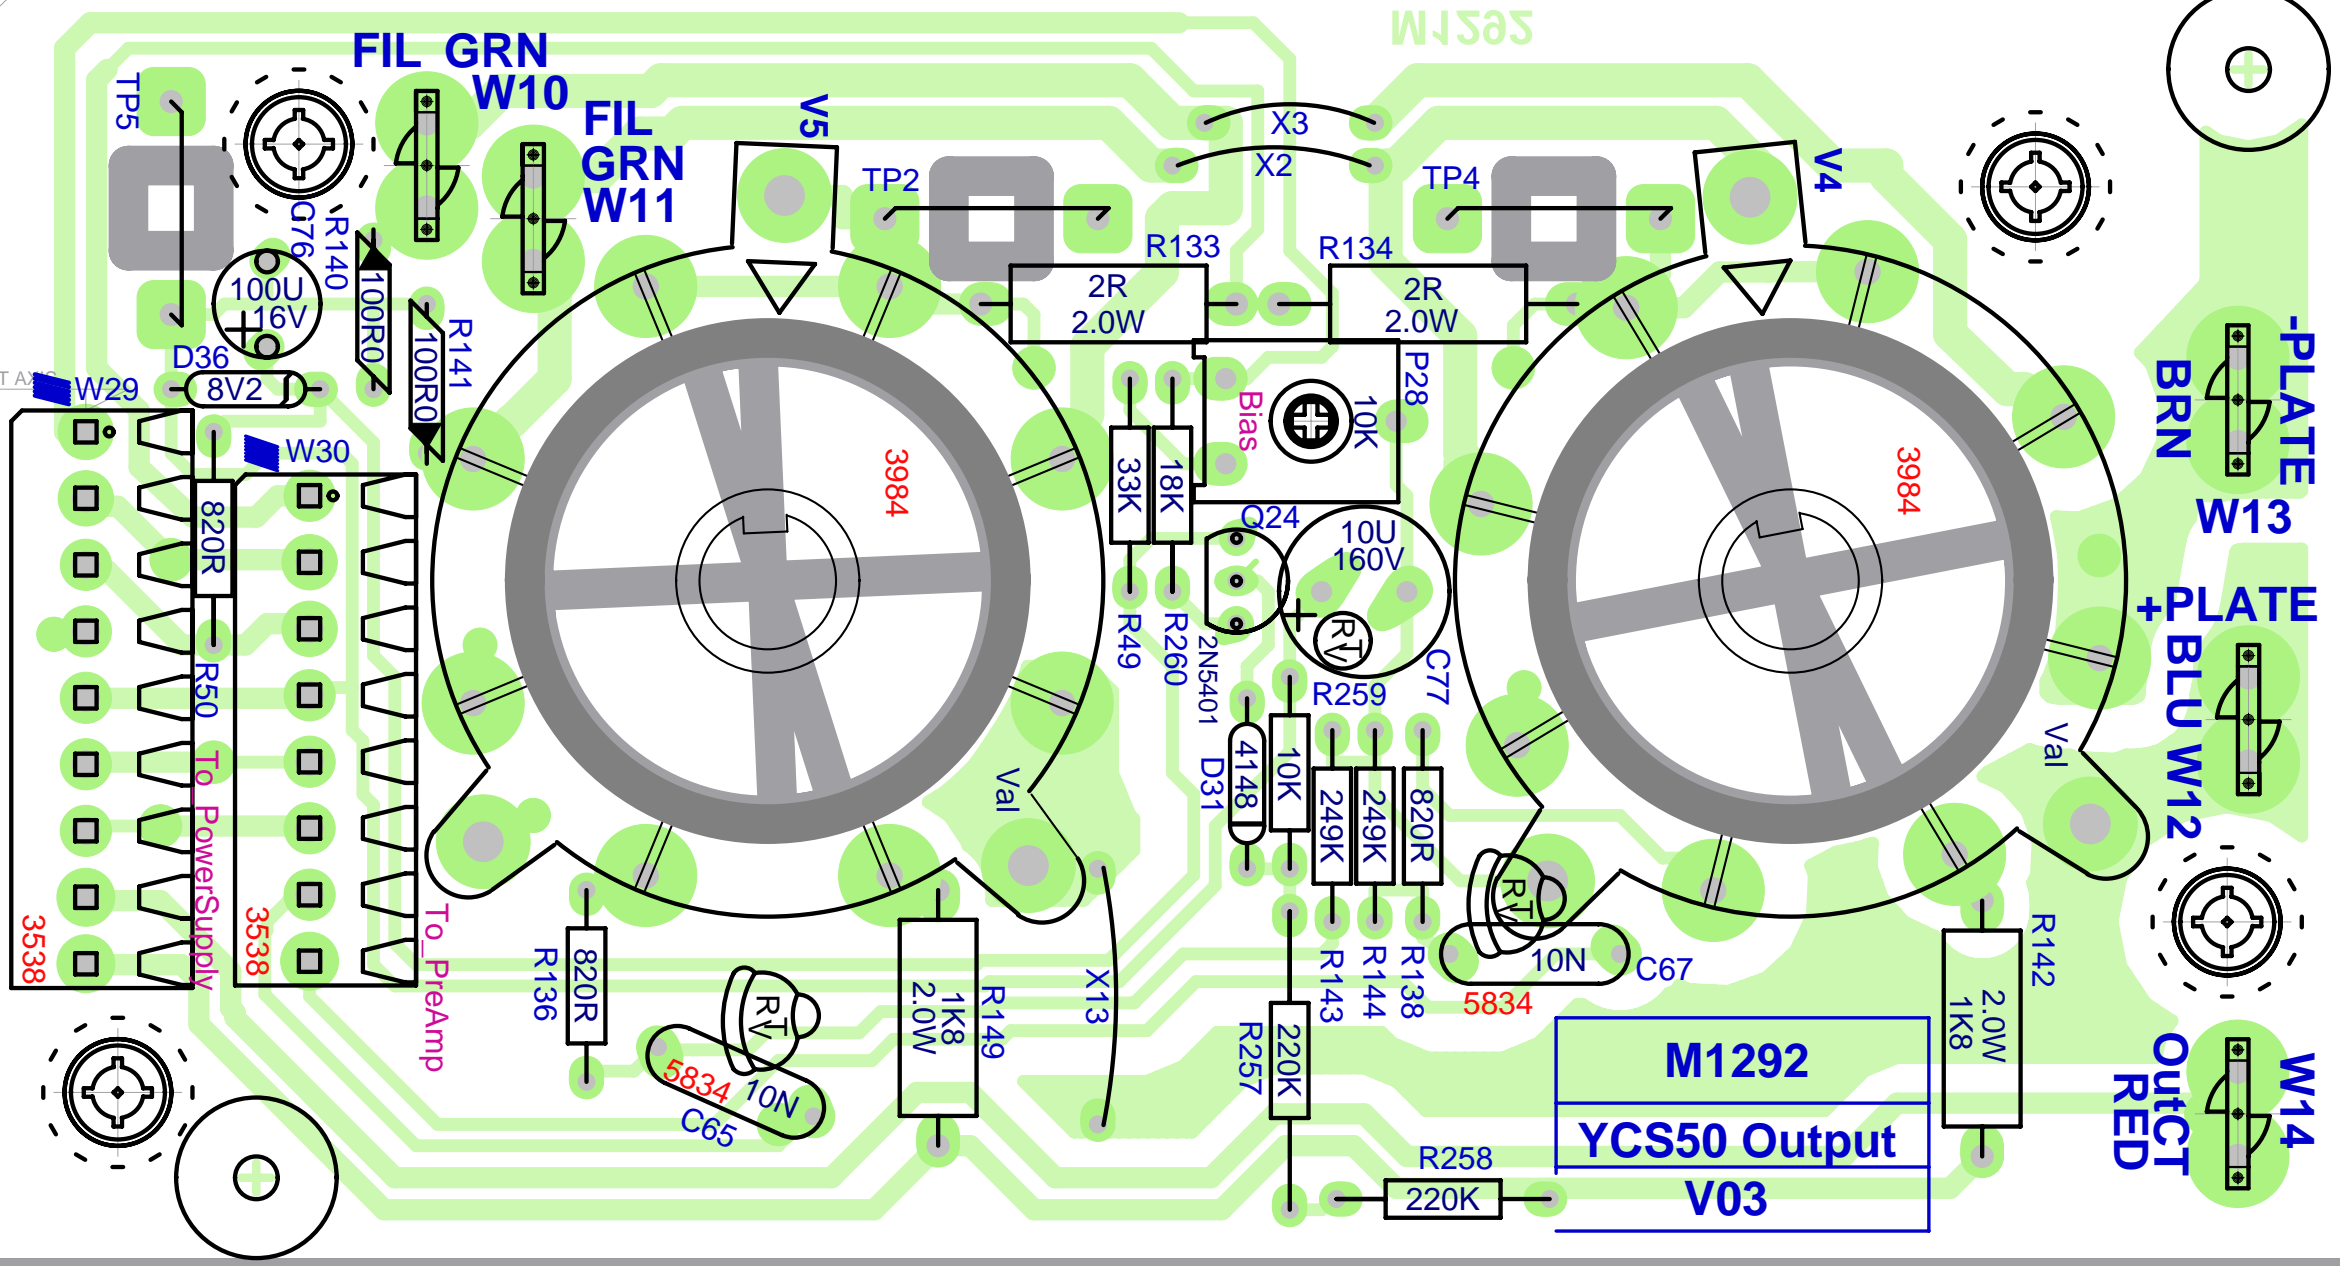 M1292
FIL GRN
W10
FIL
GRN
W11
TP5
V5
X3
X2
TP2
TP4
V4
C76
R140
100U
16V
100R0
R141
100R0
D36
8V2
T AXIS
W29
W30
R133
2R
2.0W
R134
2R
2.0W
P28
10K
Bias
33K
18K
3984
3984
-PLATE
BRN
W13
820R
Q24
10U
160V
RTV
R49
R260
2N5401
C77
R259
+PLATE
BLU W12
R50
To_PowerSupply
3538
3538
To_PreAmp
Val
Val
D31
4148
10K
249K
249K
820R
RTV
10N
C67
5834
R143
R144
R138
R136
820R
RTV
5834
10N
C65
1K8
2.0W
R149
X13
R257
220K
R258
220K
M1292
YCS50 Output
V03
R142
2.0W
1K8
OutCT
RED
W14